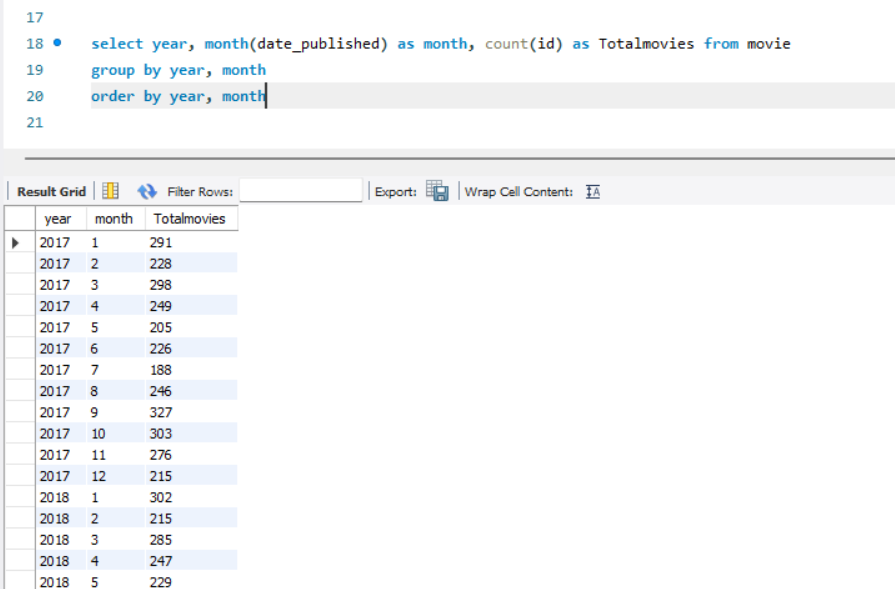 17
18 select year, month(date_published) as month, count(id) as Totalmovies from movie
19 group by year, month
20 order by year, month
21
Result Grid Filter Rows: Export: Wrap Cell Content: IA
year month Totalmovies
2017 1 291
2017 2 228
2017 3 298
2017 4 249
2017 5 205
2017 6 226
2017 7 188
2017 8 246
2017 9 327
2017 10 303
2017 11 276
2017 12 215
2018 1 302
2018 2 215
2018 3 285
2018 4 247
2018 5 229